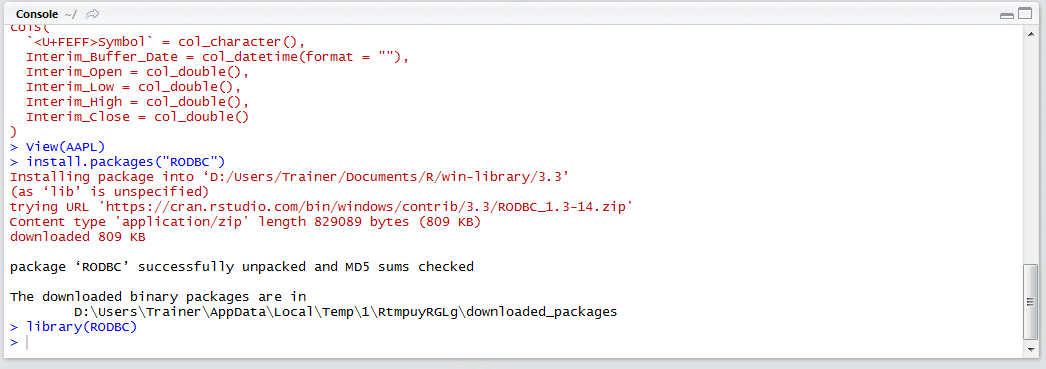 Console ~/
cols(
  `<U+FEFF>Symbol` = col_character(),
  Interim_Buffer_Date = col_datetime(format = ""),
  Interim_Open = col_double(),
  Interim_Low = col_double(),
  Interim_High = col_double(),
  Interim_Close = col_double()
)
> View(AAPL)
> install.packages("RODBC")
Installing package into ‘D:/Users/Trainer/Documents/R/win-library/3.3’
(as ‘lib’ is unspecified)
trying URL 'https://cran.rstudio.com/bin/windows/contrib/3.3/RODBC_1.3-14.zip'
Content type 'application/zip' length 829089 bytes (809 KB)
downloaded 809 KB

package ‘RODBC’ successfully unpacked and MD5 sums checked

The downloaded binary packages are in
        D:\Users\Trainer\AppData\Local\Temp\1\RtmpuyRGLg\downloaded_packages
> library(RODBC)
>